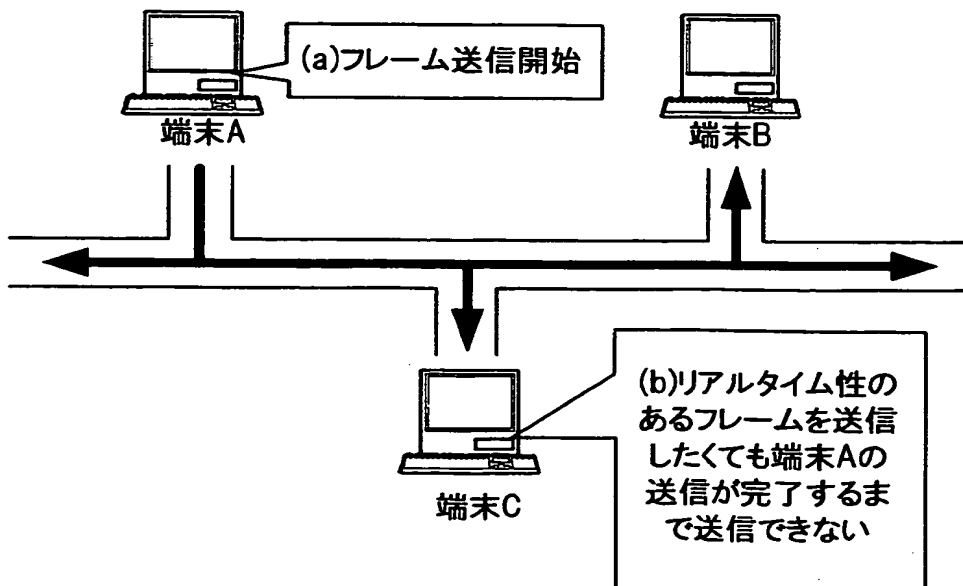 (a)フレーム送信開始
端末A
端末B
(b)リアルタイム性の
あるフレームを送信
したくても端末Aの
送信が完了するま
で送信できない
端末C